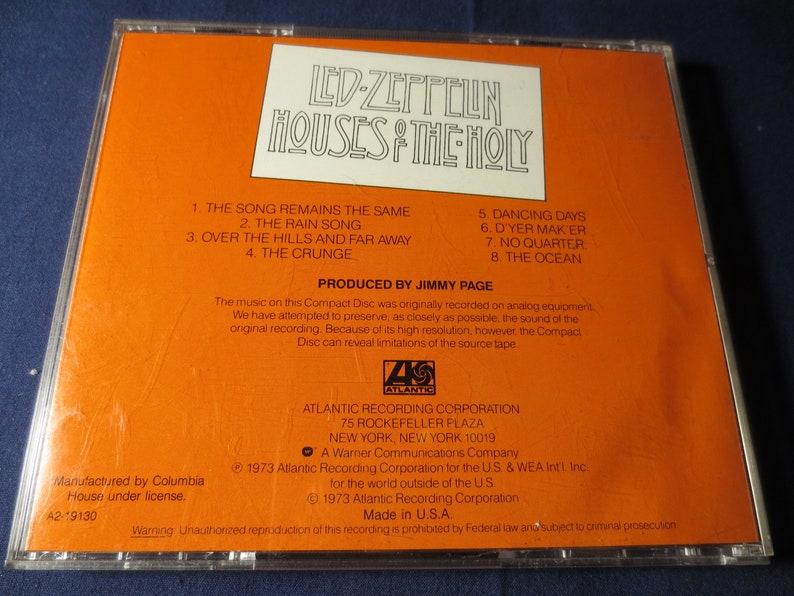 LED·ZEPPELIN
HOUSES OF THE·HOLY
1. THE SONG REMAINS THE SAME
2. THE RAIN SONG
3. OVER THE HILLS AND FAR AWAY
4. THE CRUNGE
5. DANCING DAYS
6. D'YER MAK'ER
7. NO QUARTER
8. THE OCEAN
PRODUCED BY JIMMY PAGE
The music on this Compact Disc was originally recorded on analog equipment.
We have attempted to preserve, as closely as possible, the sound of the
original recording. Because of its high resolution, however, the Compact
Disc can reveal limitations of the source tape.
ATLANTIC
ATLANTIC RECORDING CORPORATION
75 ROCKEFELLER PLAZA
NEW YORK, NEW YORK 10019
A Warner Communications Company
Ⓟ 1973 Atlantic Recording Corporation for the U.S. & WEA Int'l. Inc.
for the world outside of the U.S.
© 1973 Atlantic Recording Corporation
Made in U.S.A.
Manufactured by Columbia
House under license.
A2-19130
Warning: Unauthorized reproduction of this recording is prohibited by Federal law and subject to criminal prosecution.